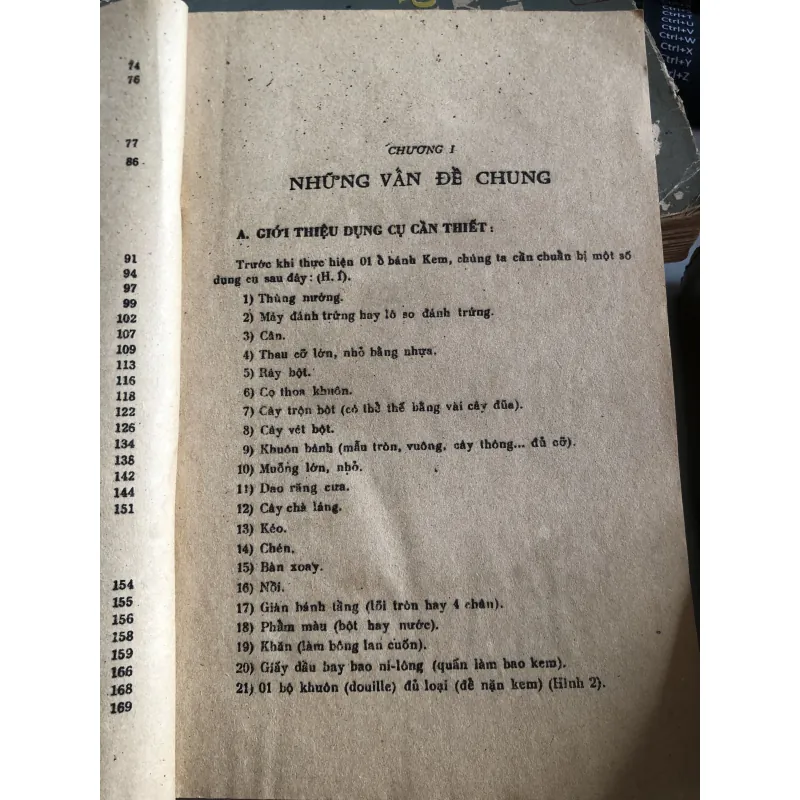 74
76
77
86
91
94
97
99
102
107
109
113
116
118
122
126
134
138
142
144
151
154
155
156
158
159
166
168
169
CHƯƠNG I
NHỮNG VẤN ĐỀ CHUNG
A. GIỚI THIỆU DỤNG CỤ CẦN THIẾT:
Trước khi thực hiện 01 ổ bánh Kem, chúng ta cần chuẩn bị một số
dụng cụ sau đây: (H. 1).
1) Thùng nướng.
2) Máy đánh trứng hay lò so đánh trứng.
3) Cân.
4) Thau cỡ lớn, nhỏ bằng nhựa.
5) Rây bột.
6) Cọ thoa khuôn.
7) Cây trộn bột (có thể thế bằng vài cây đũa).
8) Cây vét bột.
9) Khuôn bánh (mẫu tròn, vuông, cây thông... đủ cỡ).
10) Muỗng lớn, nhỏ.
11) Dao răng cưa.
12) Cây chà láng.
13) Kéo.
14) Chén.
15) Bàn xoay.
16) Nồi.
17) Giàn bánh tầng (lõi tròn hay 4 chân).
18) Phẩm màu (bột hay nước).
19) Khăn (làm bông lan cuốn).
20) Giấy dầu bay bao ni-lông (quấn làm bao kem).
21) 01 bộ khuôn (douille) đủ loại (để nặn kem) (Hình 2).
Ctrl+T
Ctrl+U
Ctrl+V
Ctrl+W
Ctrl+X
Ctrl+Y
Ctrl+Z